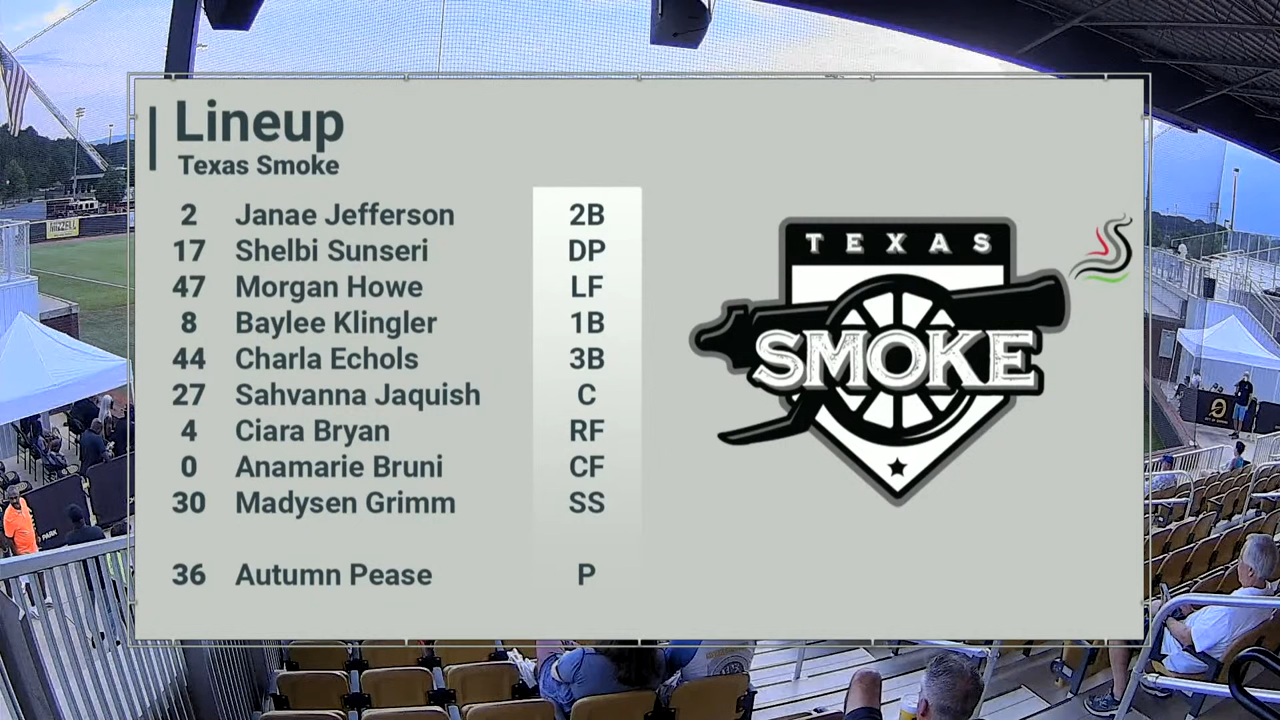 Lineup
Texas Smoke
2 Janae Jefferson 2B
17 Shelbi Sunseri DP
47 Morgan Howe LF
8 Baylee Klingler 1B
44 Charla Echols 3B
27 Sahvanna Jaquish C
4 Ciara Bryan RF
0 Anamarie Bruni CF
30 Madysen Grimm SS
36 Autumn Pease P
TEXAS
SMOKE
MIZZELL
PARK